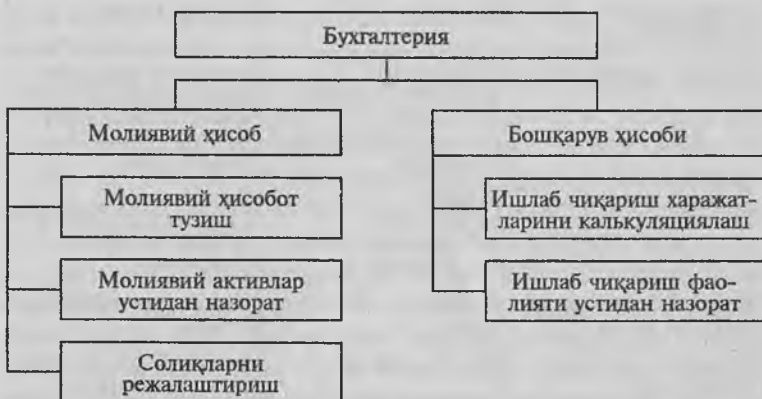 Бухгалтерия
Молиявий ҳисоб
Молиявий ҳисобот
тузиш
Молиявий активлар
устидан назорат
Солиқларни
режалаштириш
Бошқарув ҳисоби
Ишлаб чиқариш харажат-
ларини калькуляциялаш
Ишлаб чиқариш фао-
лияти устидан назорат